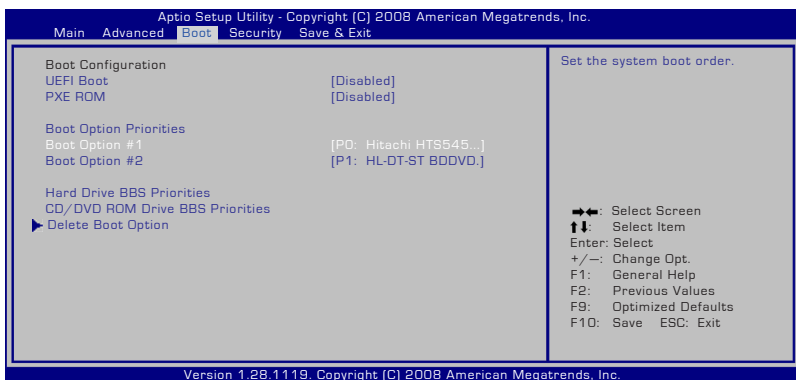 Aptio Setup Utility - Copyright (C) 2008 American Megatrends, Inc.
Main Advanced Boot Security Save & Exit
Boot Configuration
UEFI Boot [Disabled]
PXE ROM [Disabled]
Boot Option Priorities
Boot Option #1 [P0: Hitachi HTS545...]
Boot Option #2 [P1: HL-DT-ST BDDVD.]
Hard Drive BBS Priorities
CD/DVD ROM Drive BBS Priorities
Delete Boot Option
Set the system boot order.
➡⬅: Select Screen
⬆⬇: Select Item
Enter: Select
+/—: Change Opt.
F1: General Help
F2: Previous Values
F9: Optimized Defaults
F10: Save ESC: Exit
Version 1.28.1119. Copyright (C) 2008 American Megatrends, Inc.